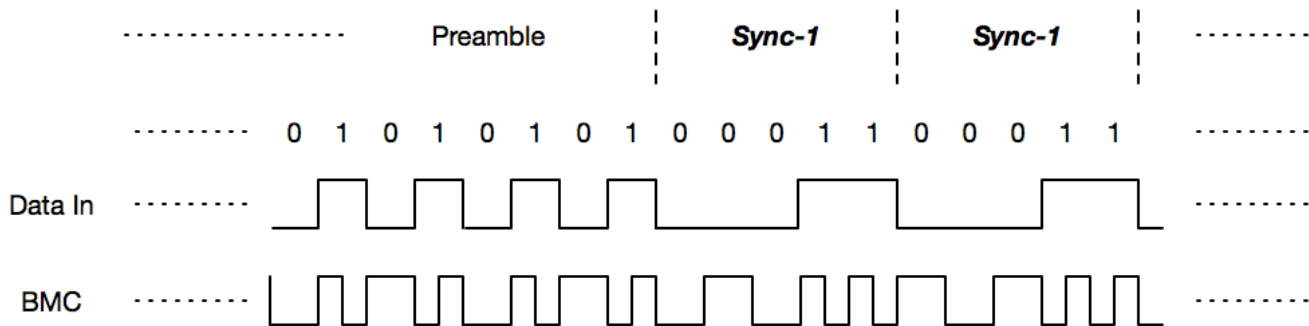 Preamble Sync-1 Sync-1
0 1 0 1 0 1 0 1 0 0 0 1 1 0 0 0 1 1
Data In
BMC